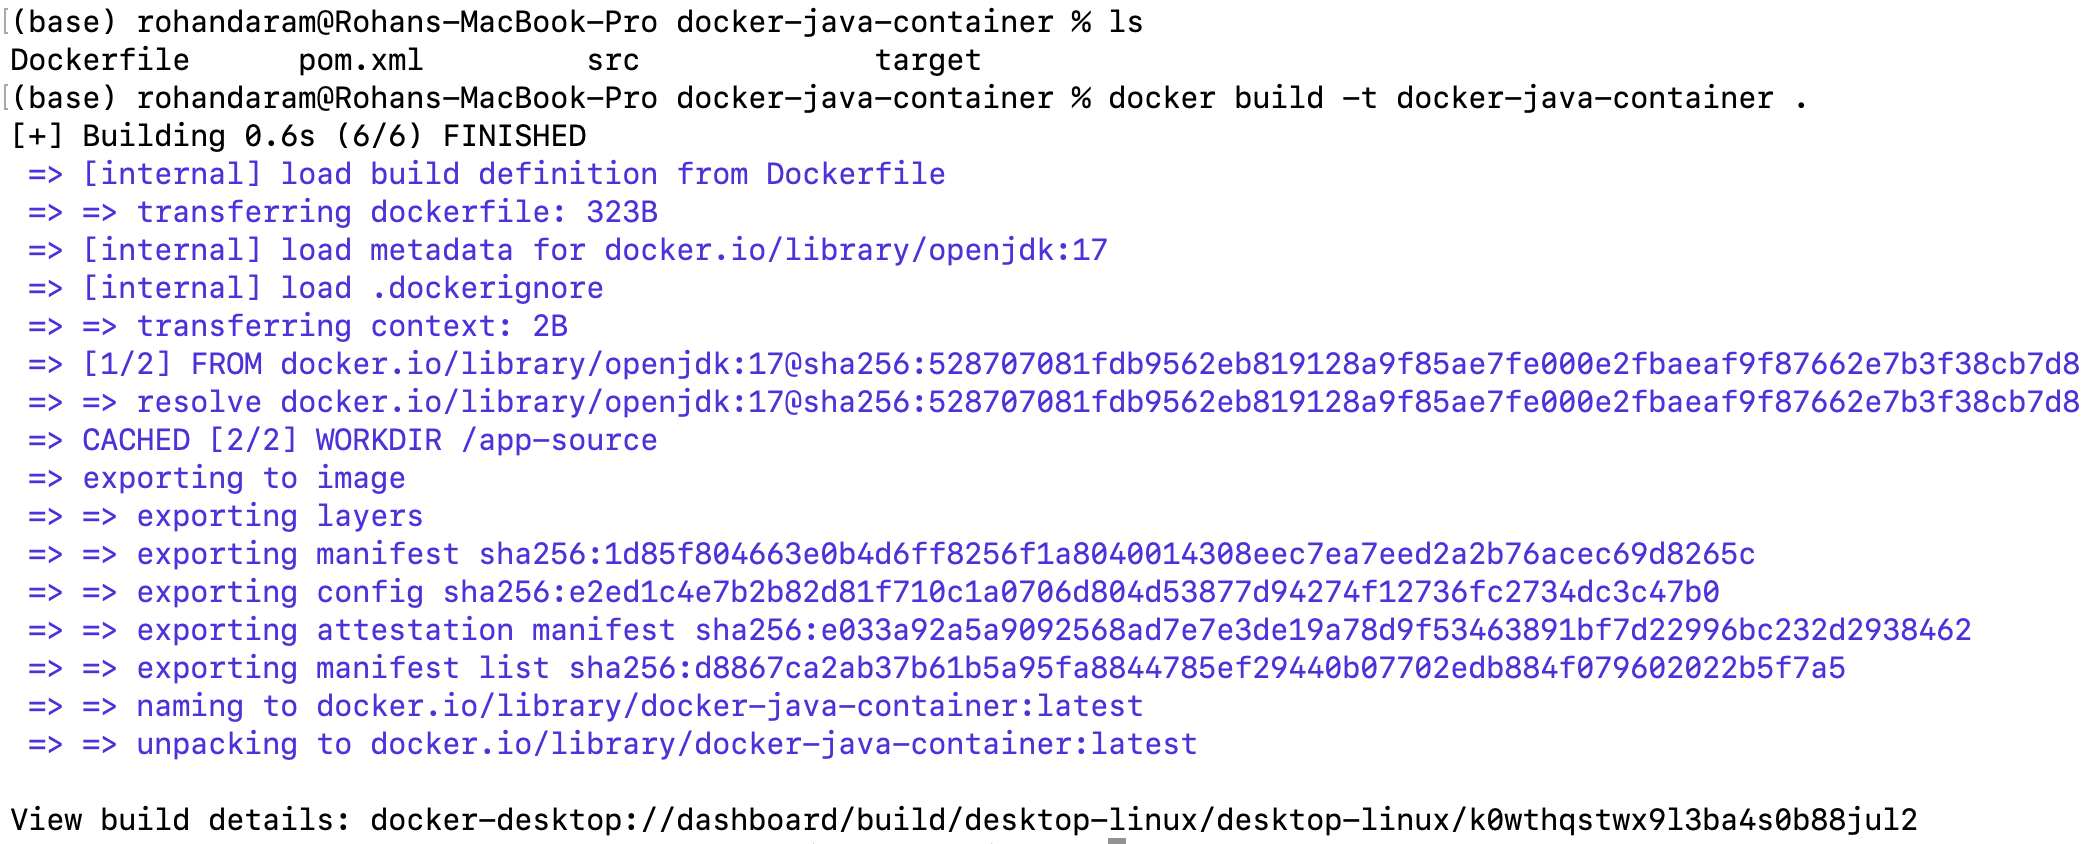 [(base) rohandaram@Rohans-MacBook-Pro docker-java-container % ls
Dockerfile      pom.xml         src             target
[(base) rohandaram@Rohans-MacBook-Pro docker-java-container % docker build -t docker-java-container .
[+] Building 0.6s (6/6) FINISHED
 => [internal] load build definition from Dockerfile
 => => transferring dockerfile: 323B
 => [internal] load metadata for docker.io/library/openjdk:17
 => [internal] load .dockerignore
 => => transferring context: 2B
 => [1/2] FROM docker.io/library/openjdk:17@sha256:528707081fdb9562eb819128a9f85ae7fe000e2fbaeaf9f87662e7b3f38cb7d8
 => => resolve docker.io/library/openjdk:17@sha256:528707081fdb9562eb819128a9f85ae7fe000e2fbaeaf9f87662e7b3f38cb7d8
 => CACHED [2/2] WORKDIR /app-source
 => exporting to image
 => => exporting layers
 => => exporting manifest sha256:1d85f804663e0b4d6ff8256f1a8040014308eec7ea7eed2a2b76acec69d8265c
 => => exporting config sha256:e2ed1c4e7b2b82d81f710c1a0706d804d53877d94274f12736fc2734dc3c47b0
 => => exporting attestation manifest sha256:e033a92a5a9092568ad7e7e3de19a78d9f53463891bf7d22996bc232d2938462
 => => exporting manifest list sha256:d8867ca2ab37b61b5a95fa8844785ef29440b07702edb884f079602022b5f7a5
 => => naming to docker.io/library/docker-java-container:latest
 => => unpacking to docker.io/library/docker-java-container:latest
View build details: docker-desktop://dashboard/build/desktop-linux/desktop-linux/k0wthqstwx9l3ba4s0b88jul2